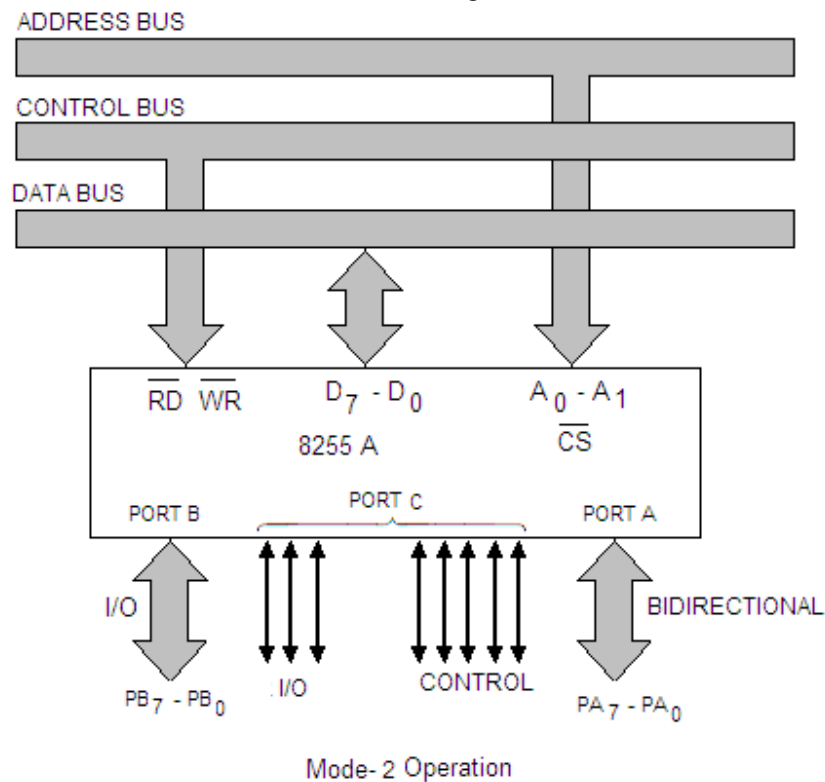 ADDRESS BUS
CONTROL BUS
DATA BUS
RD WR D7 - D0 A0 - A1
8255 A CS
PORT B PORT C PORT A
I/O BIDIRECTIONAL
: I/O CONTROL
PB7 - PB0 PA7 - PA0
Mode- 2 Operation